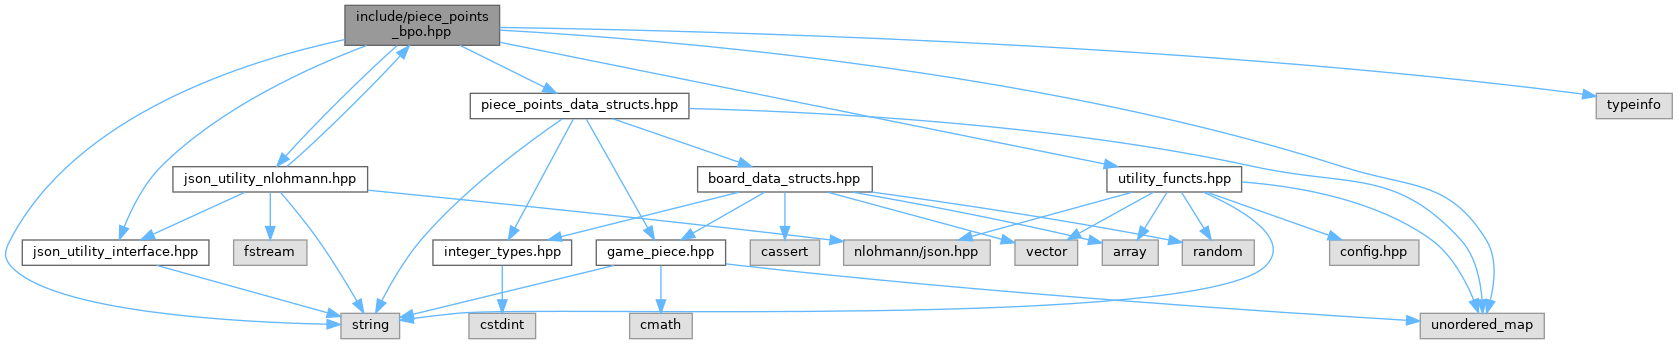 include/piece_points
_bpo.hpp
piece_points_data_structs.hpp
typeinfo
json_utility_nlohmann.hpp
board_data_structs.hpp
utility_functs.hpp
json_utility_interface.hpp
fstream
integer_types.hpp
game_piece.hpp
cassert
nlohmann/json.hpp
vector
array
random
config.hpp
string
cstdint
cmath
unordered_map